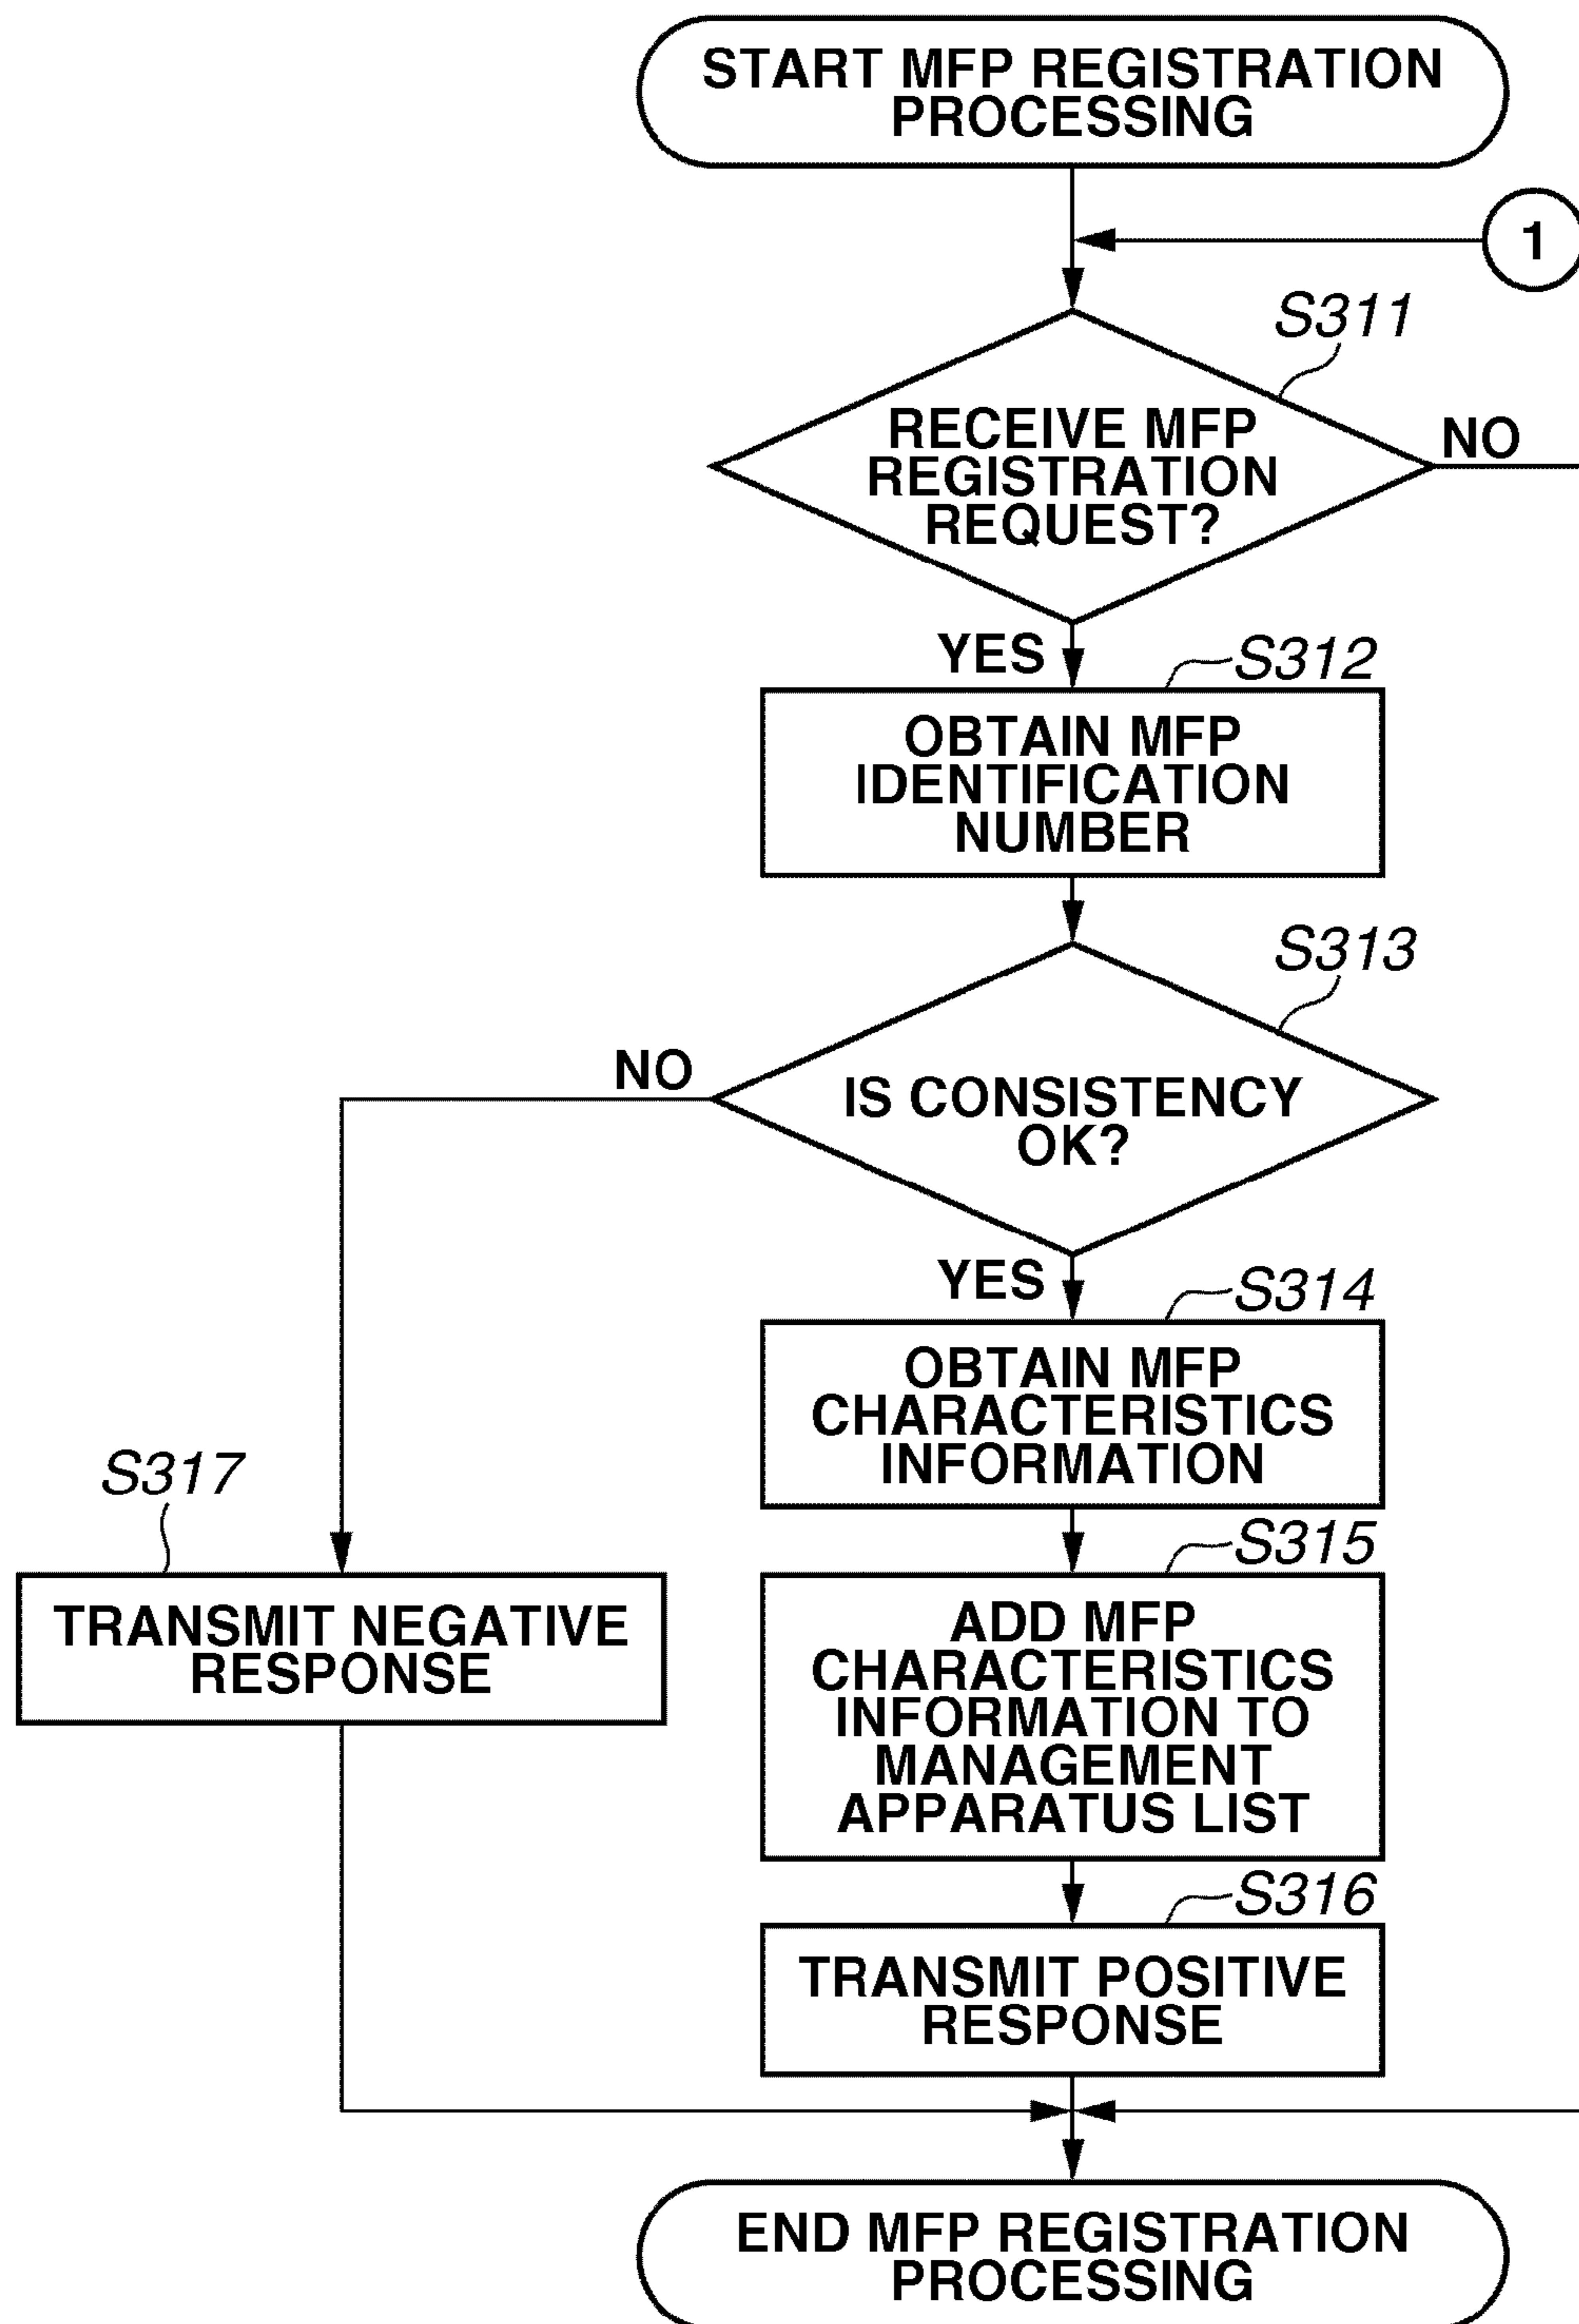 START MFP REGISTRATION
PROCESSING
1
S311
RECEIVE MFP
REGISTRATION
REQUEST?
NO
YES
S312
OBTAIN MFP
IDENTIFICATION
NUMBER
S313
NO
IS CONSISTENCY
OK?
YES
S314
OBTAIN MFP
CHARACTERISTICS
INFORMATION
S317
TRANSMIT NEGATIVE
RESPONSE
S315
ADD MFP
CHARACTERISTICS
INFORMATION TO
MANAGEMENT
APPARATUS LIST
S316
TRANSMIT POSITIVE
RESPONSE
END MFP REGISTRATION
PROCESSING